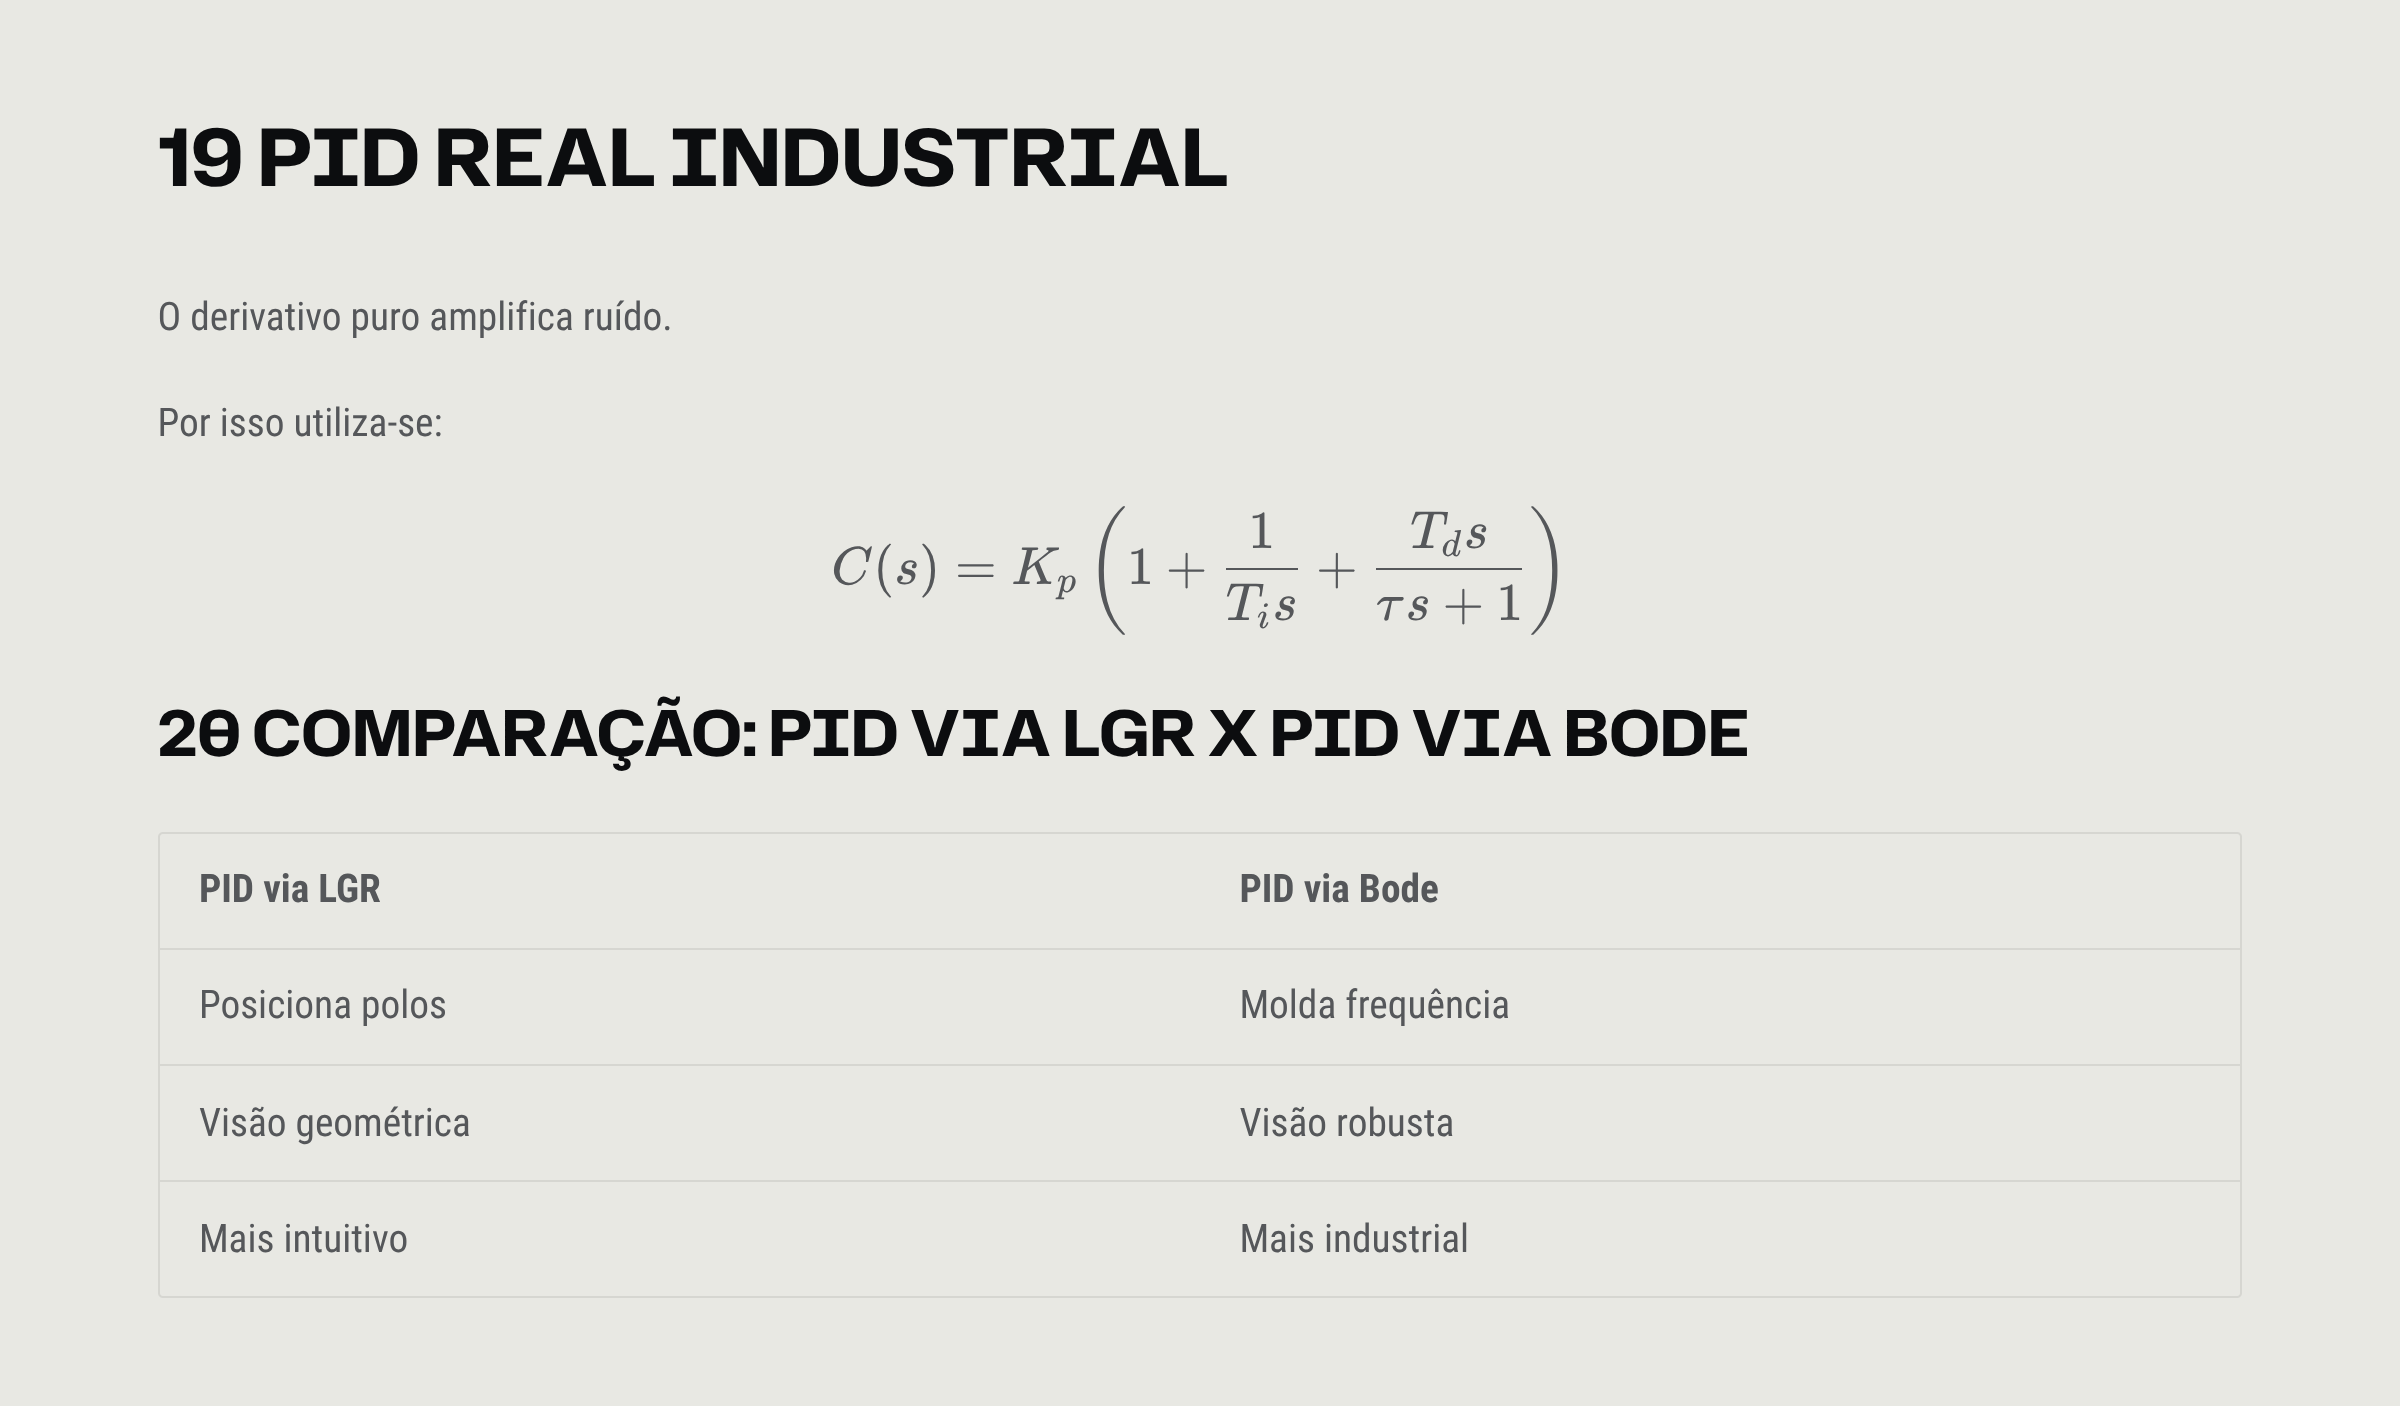 19 PID REAL INDUSTRIAL
O derivativo puro amplifica ruído.
Por isso utiliza-se:
C(s) = K_p (1 + 1/(T_i s) + T_d s/(τs + 1))
20 COMPARAÇÃO: PID VIA LGR X PID VIA BODE
PID via LGR PID via Bode
Posiciona polos Molda frequência
Visão geométrica Visão robusta
Mais intuitivo Mais industrial